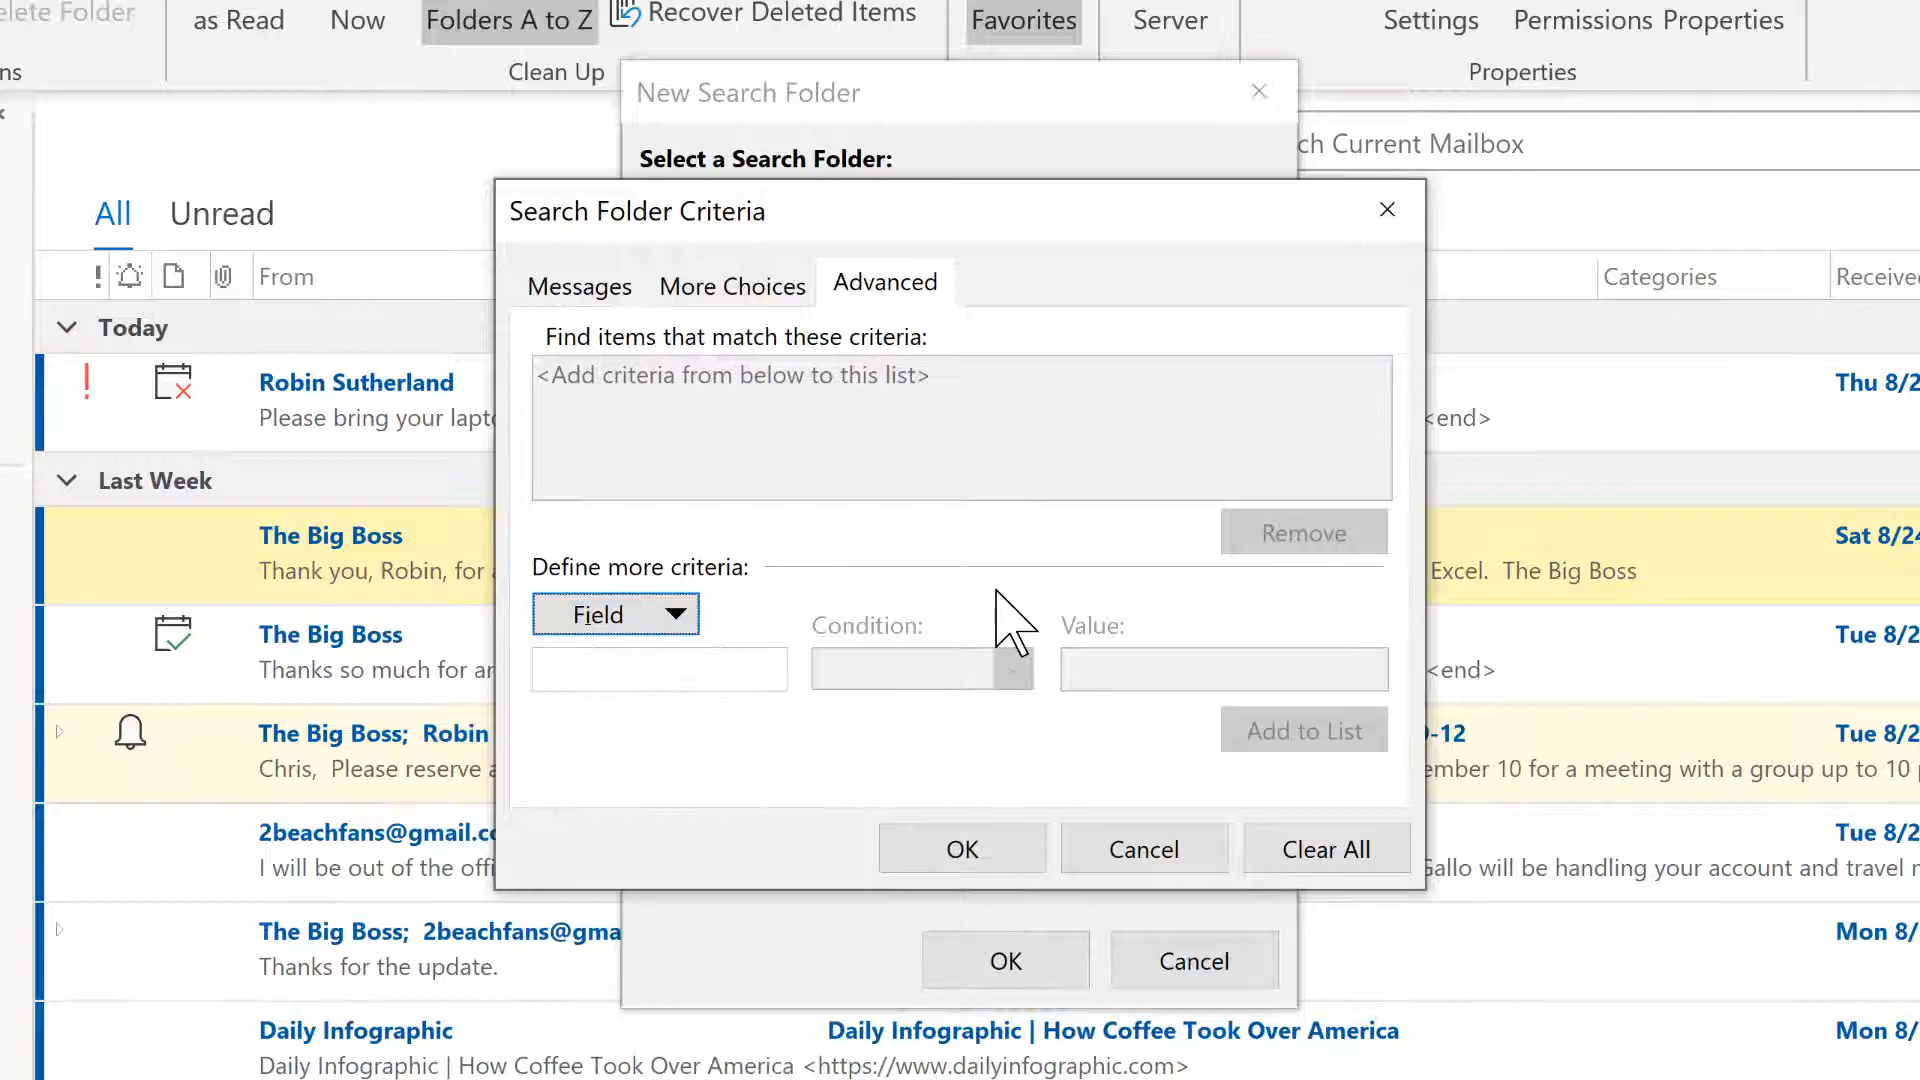 elete Folder
as Read
Now
Folders A to Z
Recover Deleted Items
Favorites
Server
Settings
Permissions
Properties
ns
Clean Up
Properties
New Search Folder
ch Current Mailbox
Select a Search Folder:
Search Folder Criteria
All
Unread
From
Categories
Received
Messages
More Choices
Advanced
Today
Find items that match these criteria:
<Add criteria from below to this list>
Robin Sutherland
Thu 8/2
Please bring your lapto
<end>
Last Week
The Big Boss
Sat 8/24
Remove
Thank you, Robin, for a
Excel. The Big Boss
Define more criteria:
Field
Condition:
Value:
The Big Boss
Tue 8/2
Thanks so much for ar
<end>
Add to List
The Big Boss; Robin
-12
Tue 8/2
Chris, Please reserve a
ember 10 for a meeting with a group up to 10 p
2beachfans@gmail.co
Tue 8/2
OK
Cancel
Clear All
I will be out of the offi
Gallo will be handling your account and travel r
The Big Boss; 2beachfans@gma
Mon 8/
Thanks for the update.
OK
Cancel
Daily Infographic
Daily Infographic | How Coffee Took Over America
Mon 8/
Daily Infographic | How Coffee Took Over America <https://www.dailyinfographic.com>